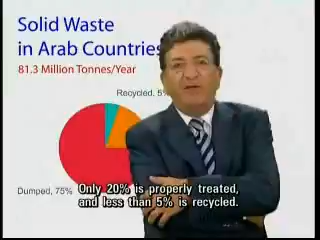 Solid Waste
in Arab Countries
81.3 Million Tonnes/Year
Recycled, 5%
Dumped, 75%
Only 20% is properly treated,
and less than 5% is recycled.